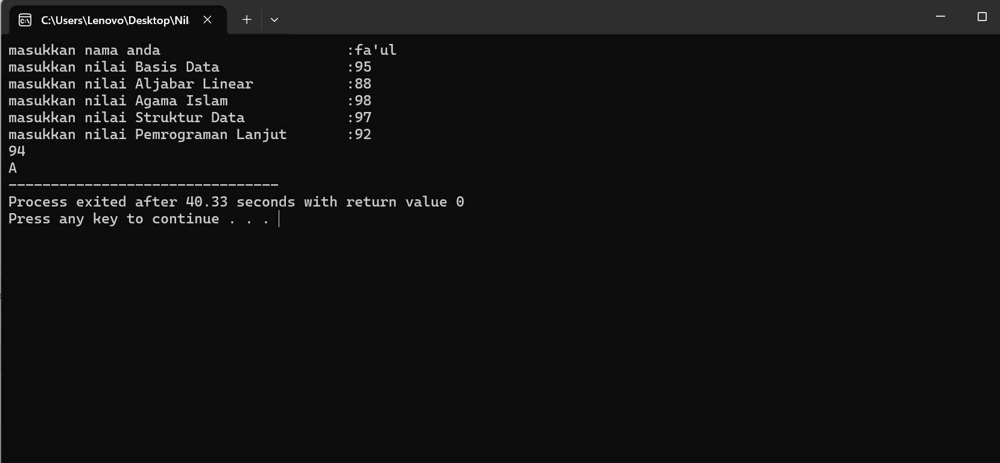 C:\Users\Lenovo\Desktop\Nil
masukkan nama anda :fa'ul
masukkan nilai Basis Data :95
masukkan nilai Aljabar Linear :88
masukkan nilai Agama Islam :98
masukkan nilai Struktur Data :97
masukkan nilai Pemrograman Lanjut :92
94
A
--------------------------------
Process exited after 40.33 seconds with return value 0
Press any key to continue . . .